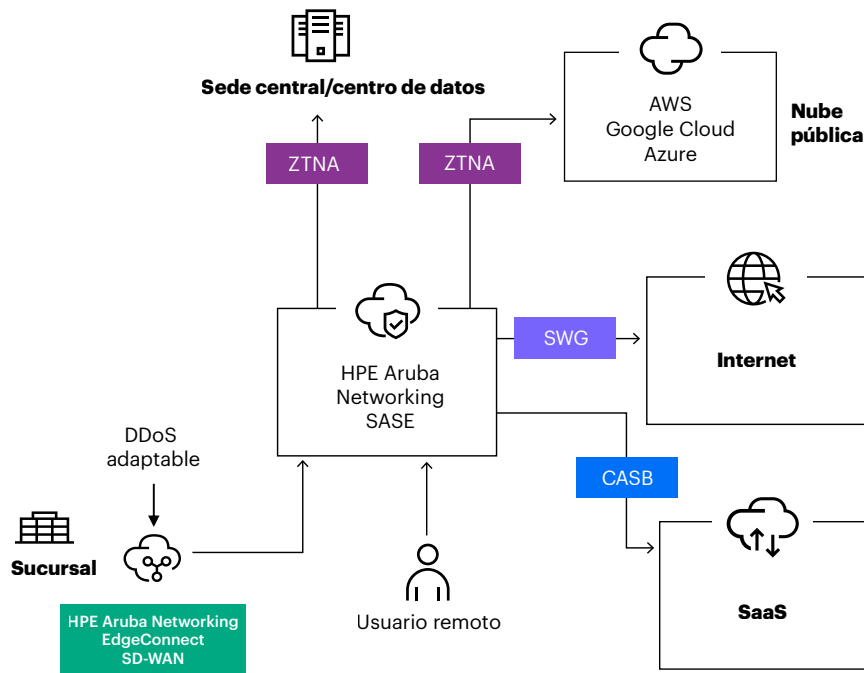 Sede central/centro de datos
AWS
Google Cloud
Azure
Nube
pública
ZTNA
ZTNA
SWG
Internet
HPE Aruba
Networking
SASE
DDoS
adaptable
CASB
Sucursal
Usuario remoto
SaaS
HPE Aruba Networking
EdgeConnect
SD-WAN